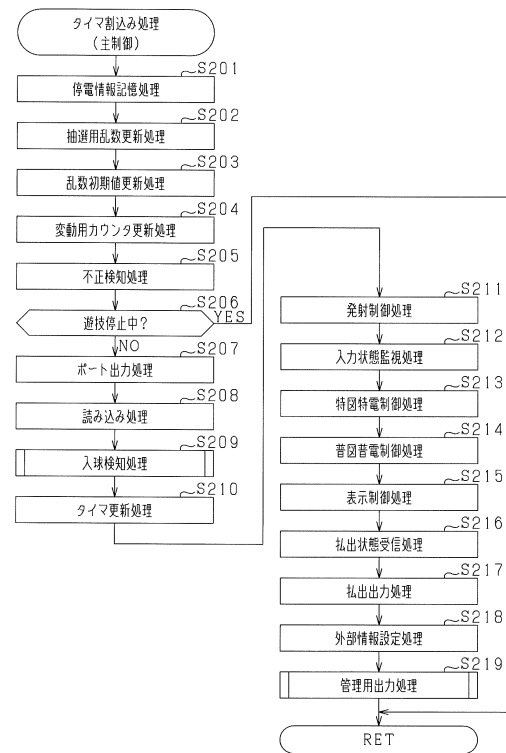 タイマ割込み処理
(主制御)
S201
停電情報記憶処理
S202
抽選用乱数更新処理
S203
乱数初期値更新処理
S204
変動用カウンタ更新処理
S205
不正検知処理
S206
遊技停止中?
YES
NO
S207
ポート出力処理
S208
読み込み処理
S209
入球検知処理
S210
タイマ更新処理
S211
発射制御処理
S212
入力状態監視処理
S213
特図特電制御処理
S214
普図普電制御処理
S215
表示制御処理
S216
払出状態受信処理
S217
払出出力処理
S218
外部情報設定処理
S219
管理用出力処理
RET